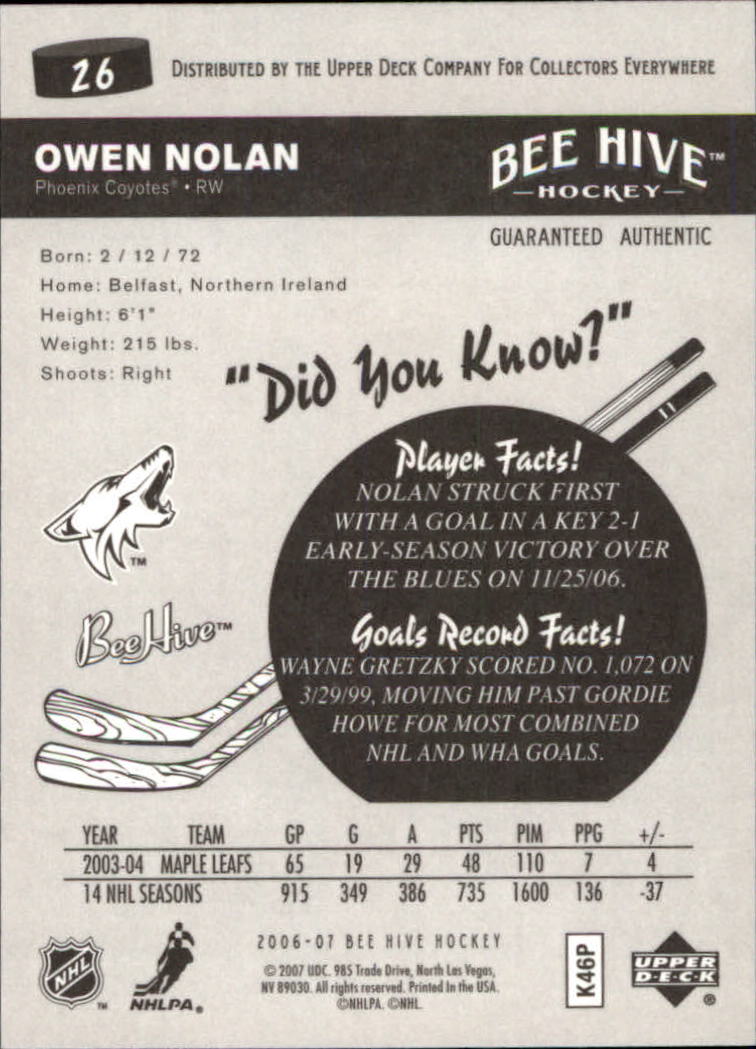 26
DISTRIBUTED BY THE UPPER DECK COMPANY FOR COLLECTORS EVERYWHERE
OWEN NOLAN
Phoenix Coyotes® • RW
BEE HIVE™
—HOCKEY—
GUARANTEED AUTHENTIC
Born: 2 / 12 / 72
Home: Belfast, Northern Ireland
Height: 6'1"
Weight: 215 lbs.
Shoots: Right
"Did You Know?"
11
Player Facts!
NOLAN STRUCK FIRST
WITH A GOAL IN A KEY 2-1
EARLY-SEASON VICTORY OVER
THE BLUES ON 11/25/06.
TM
BeeHive™
Goals Record Facts!
WAYNE GRETZKY SCORED NO. 1,072 ON
3/29/99, MOVING HIM PAST GORDIE
HOWE FOR MOST COMBINED
NHL AND WHA GOALS.
YEAR TEAM GP G A PTS PIM PPG +/-
2003-04 MAPLE LEAFS 65 19 29 48 110 7 4
14 NHL SEASONS 915 349 386 735 1600 136 -37
2006-07 BEE HIVE HOCKEY
© 2007 UDC. 985 Trade Drive, North Las Vegas,
NV 89030. All rights reserved. Printed In the USA.
©NHLPA. ©NHL.
NHL
TM
NHLPA®
K46P
UPPER
D·E·C·K
®